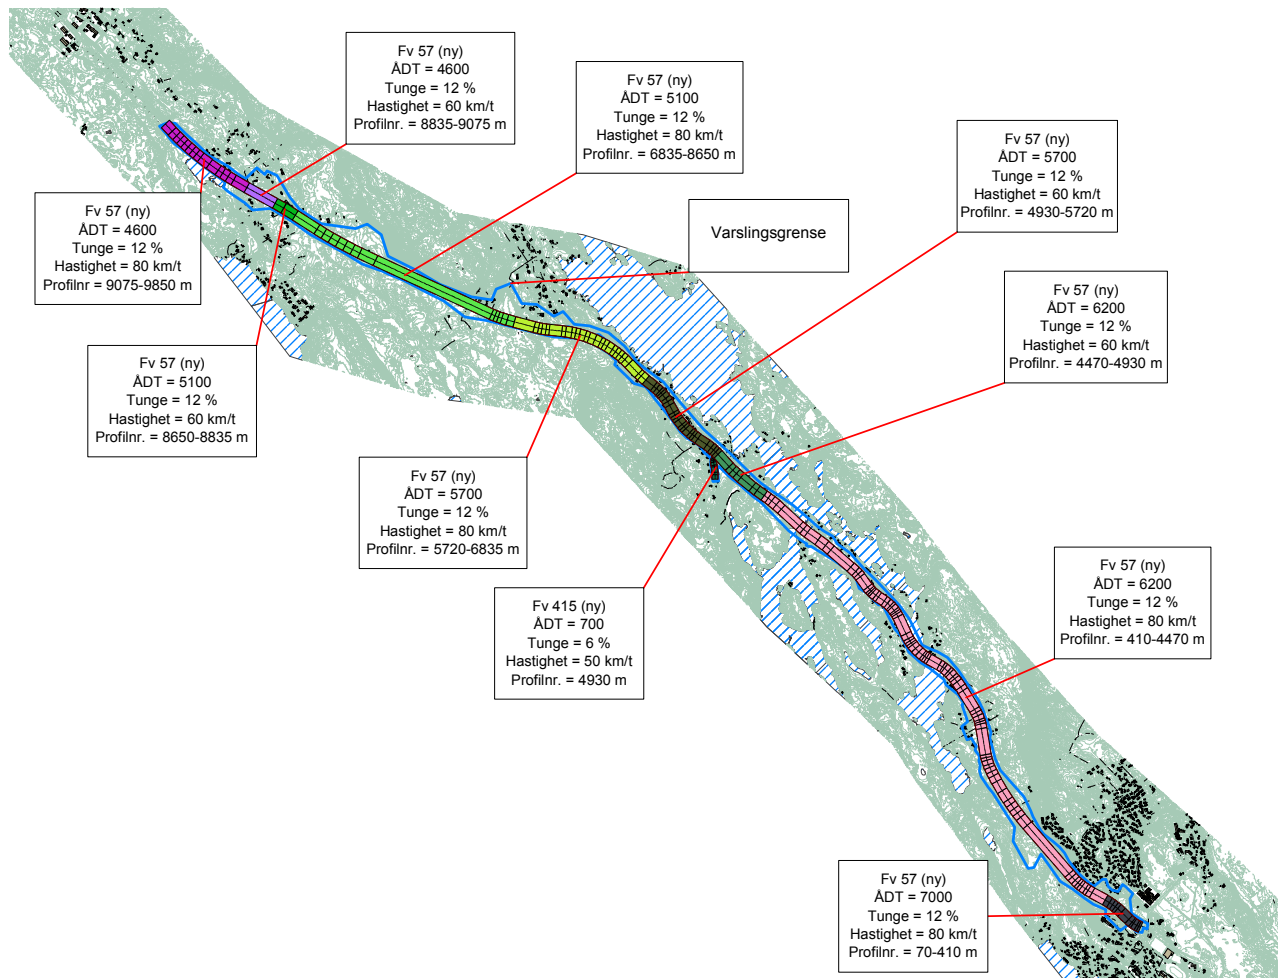 Fv 57 (ny)
ÅDT = 4600
Tunge = 12 %
Hastighet = 60 km/t
Profilnr. = 8835-9075 m
Fv 57 (ny)
ÅDT = 5100
Tunge = 12 %
Hastighet = 80 km/t
Profilnr. = 6835-8650 m
Fv 57 (ny)
ÅDT = 5700
Tunge = 12 %
Hastighet = 60 km/t
Profilnr. = 4930-5720 m
Fv 57 (ny)
ÅDT = 4600
Tunge = 12 %
Hastighet = 80 km/t
Profilnr = 9075-9850 m
Varslingsgrense
Fv 57 (ny)
ÅDT = 6200
Tunge = 12 %
Hastighet = 60 km/t
Profilnr. = 4470-4930 m
Fv 57 (ny)
ÅDT = 5100
Tunge = 12 %
Hastighet = 60 km/t
Profilnr. = 8650-8835 m
Fv 57 (ny)
ÅDT = 5700
Tunge = 12 %
Hastighet = 80 km/t
Profilnr. = 5720-6835 m
Fv 415 (ny)
ÅDT = 700
Tunge = 6 %
Hastighet = 50 km/t
Profilnr. = 4930 m
Fv 57 (ny)
ÅDT = 6200
Tunge = 12 %
Hastighet = 80 km/t
Profilnr. = 410-4470 m
Fv 57 (ny)
ÅDT = 7000
Tunge = 12 %
Hastighet = 80 km/t
Profilnr. = 70-410 m